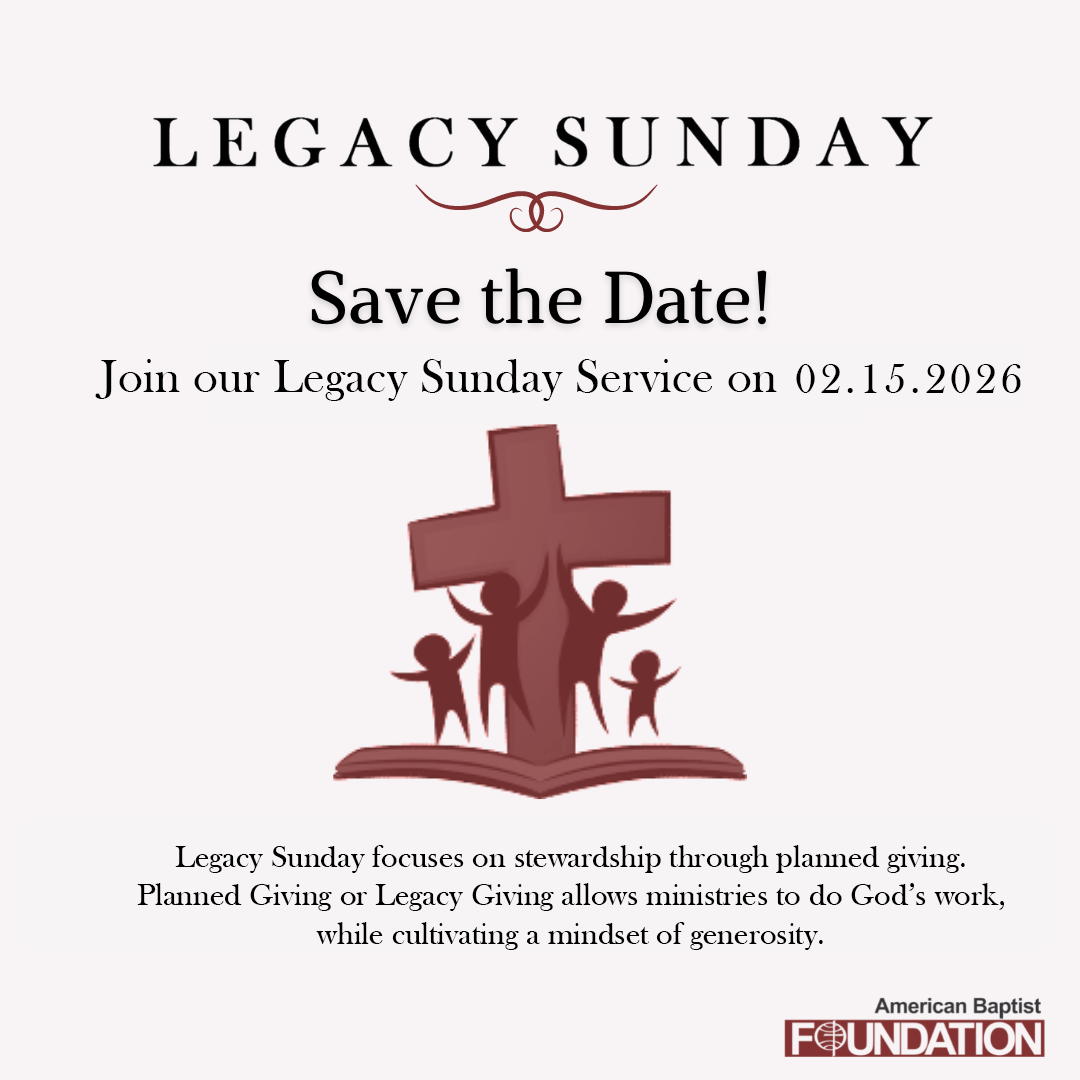 LEGACY SUNDAY
Save the Date!
Join our Legacy Sunday Service on 02.15.2026
Legacy Sunday focuses on stewardship through planned giving.
Planned Giving or Legacy Giving allows ministries to do God’s work,
while cultivating a mindset of generosity.
American Baptist
FOUNDATION